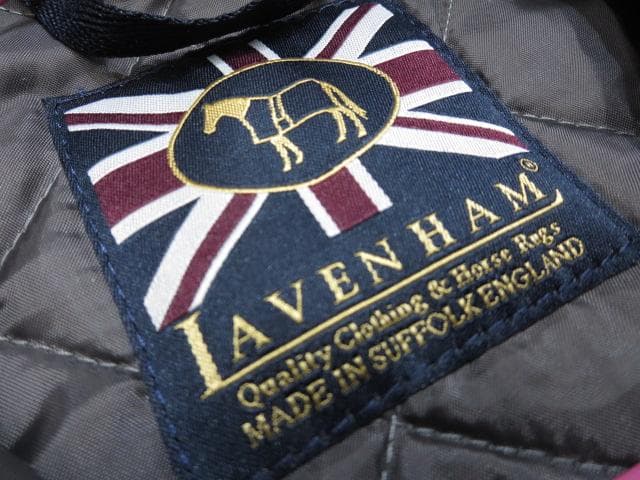 LAVENHAM®
Quality Clothing & Horse Rugs
MADE IN SUFFOLK ENGLAND